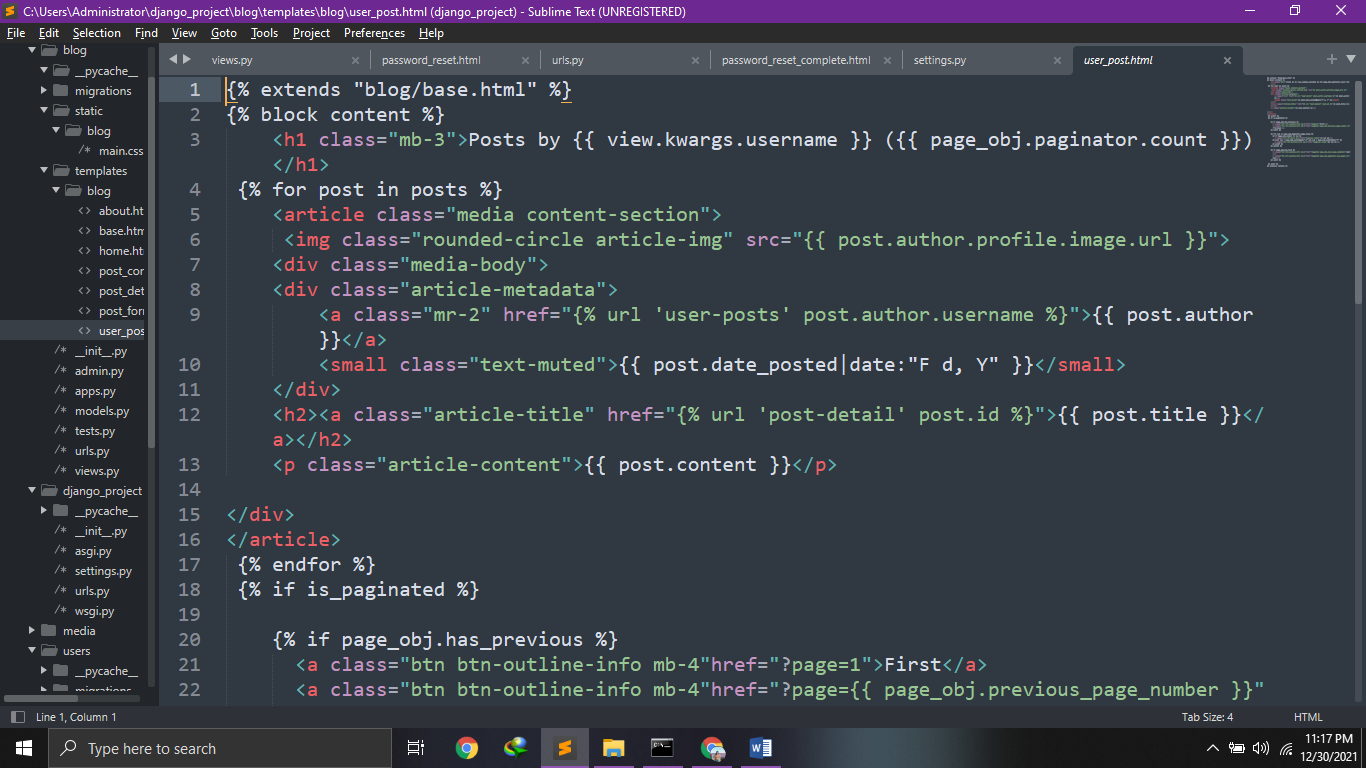 C:\Users\Administrator\django_project\blog\templates\blog\user_post.html (django_project) - Sublime Text (UNREGISTERED)
File Edit Selection Find View Goto Tools Project Preferences Help
views.py password_reset.html urls.py password_reset_complete.html settings.py user_post.html
blog
__pycache__
migrations
static
blog
main.css
templates
blog
about.ht
base.htm
home.ht
post_cor
post_det
post_forr
user_pos
__init__.py
admin.py
apps.py
models.py
tests.py
urls.py
views.py
django_project
__pycache__
__init__.py
asgi.py
settings.py
urls.py
wsgi.py
media
users
__pycache__
migrations
1 {% extends "blog/base.html" %}
2 {% block content %}
3 <h1 class="mb-3">Posts by {{ view.kwargs.username }} ({{ page_obj.paginator.count }})
</h1>
4 {% for post in posts %}
5 <article class="media content-section">
6 <img class="rounded-circle article-img" src="{{ post.author.profile.image.url }}">
7 <div class="media-body">
8 <div class="article-metadata">
9 <a class="mr-2" href="{% url 'user-posts' post.author.username %}">{{ post.author
}}</a>
10 <small class="text-muted">{{ post.date_posted|date:"F d, Y" }}</small>
11 </div>
12 <h2><a class="article-title" href="{% url 'post-detail' post.id %}">{{ post.title }}</
a></h2>
13 <p class="article-content">{{ post.content }}</p>
14
15 </div>
16 </article>
17 {% endfor %}
18 {% if is_paginated %}
19
20 {% if page_obj.has_previous %}
21 <a class="btn btn-outline-info mb-4"href="?page=1">First</a>
22 <a class="btn btn-outline-info mb-4"href="?page={{ page_obj.previous_page_number }}"
Line 1, Column 1 Tab Size: 4 HTML
Type here to search
11:17 PM
12/30/2021